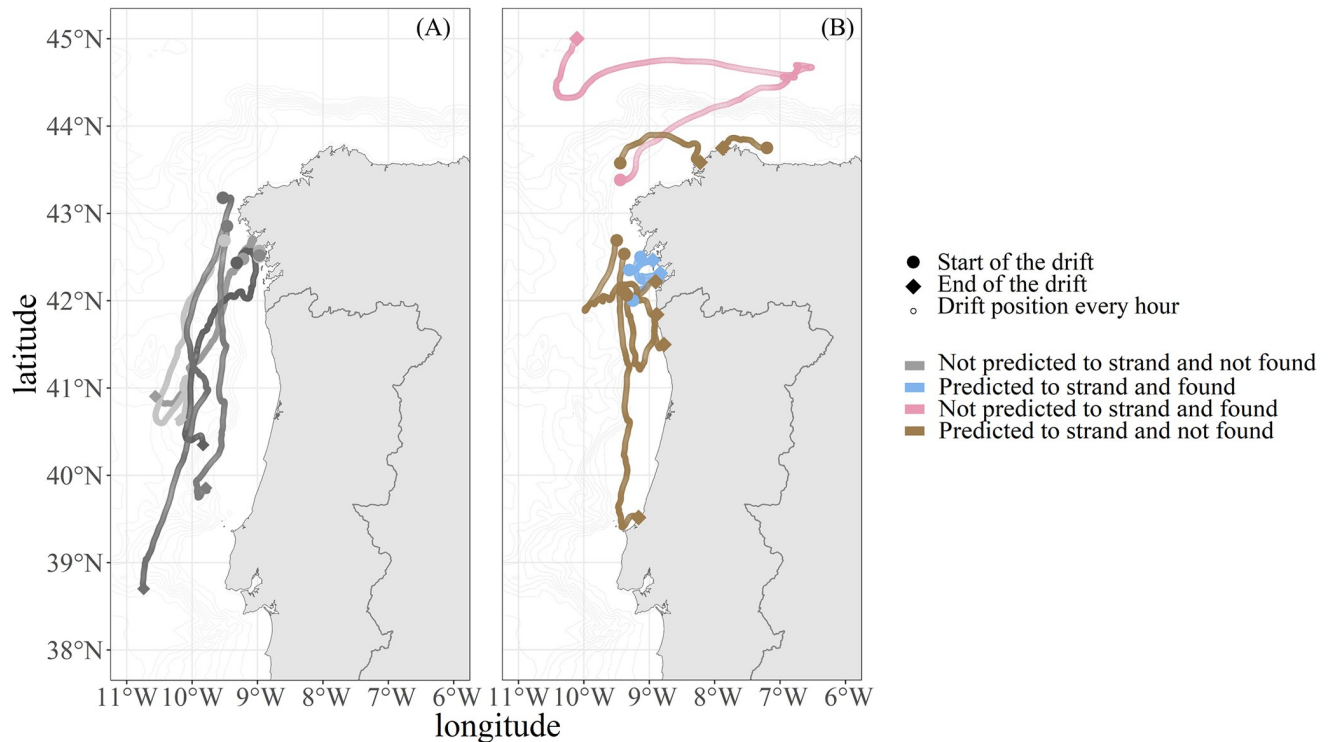 (A)
(B)
45°N
44°N
43°N
42°N
41°N
40°N
39°N
38°N
latitude
11°W 10°W 9°W 8°W 7°W 6°W
11°W 10°W 9°W 8°W 7°W 6°W
longitude
Start of the drift
End of the drift
Drift position every hour
Not predicted to strand and not found
Predicted to strand and found
Not predicted to strand and found
Predicted to strand and not found